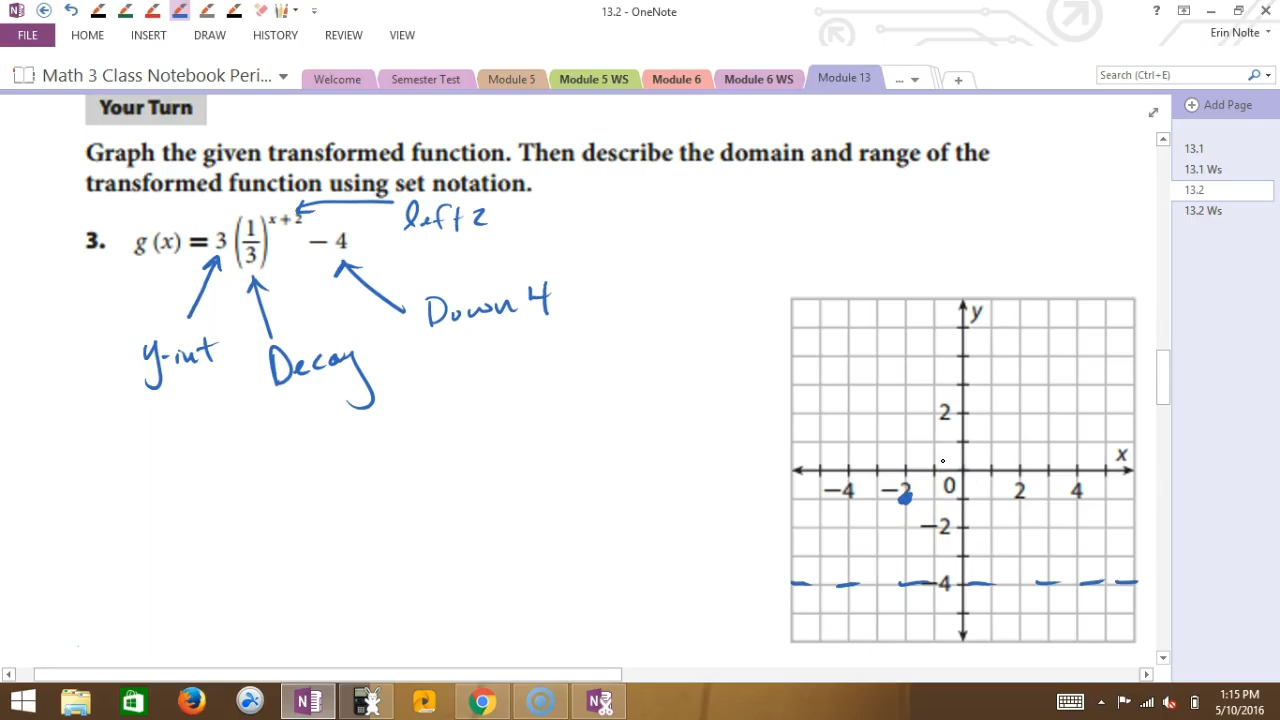 13.2 - OneNote
?
FILE HOME INSERT DRAW HISTORY REVIEW VIEW
Erin Nolte
Math 3 Class Notebook Peri...
Welcome
Semester Test
Module 5
Module 5 WS
Module 6
Module 6 WS
Module 13
...
+
Search (Ctrl+E)
Add Page
13.1
13.1 Ws
13.2
13.2 Ws
Your Turn
Graph the given transformed function. Then describe the domain and range of the
transformed function using set notation.
3. g (x) = 3 (1/3)^(x + 2) − 4
left 2
Down 4
y-int
Decay
y
2
x
−4 −2 0 2 4
−2
−4
1:15 PM
5/10/2016